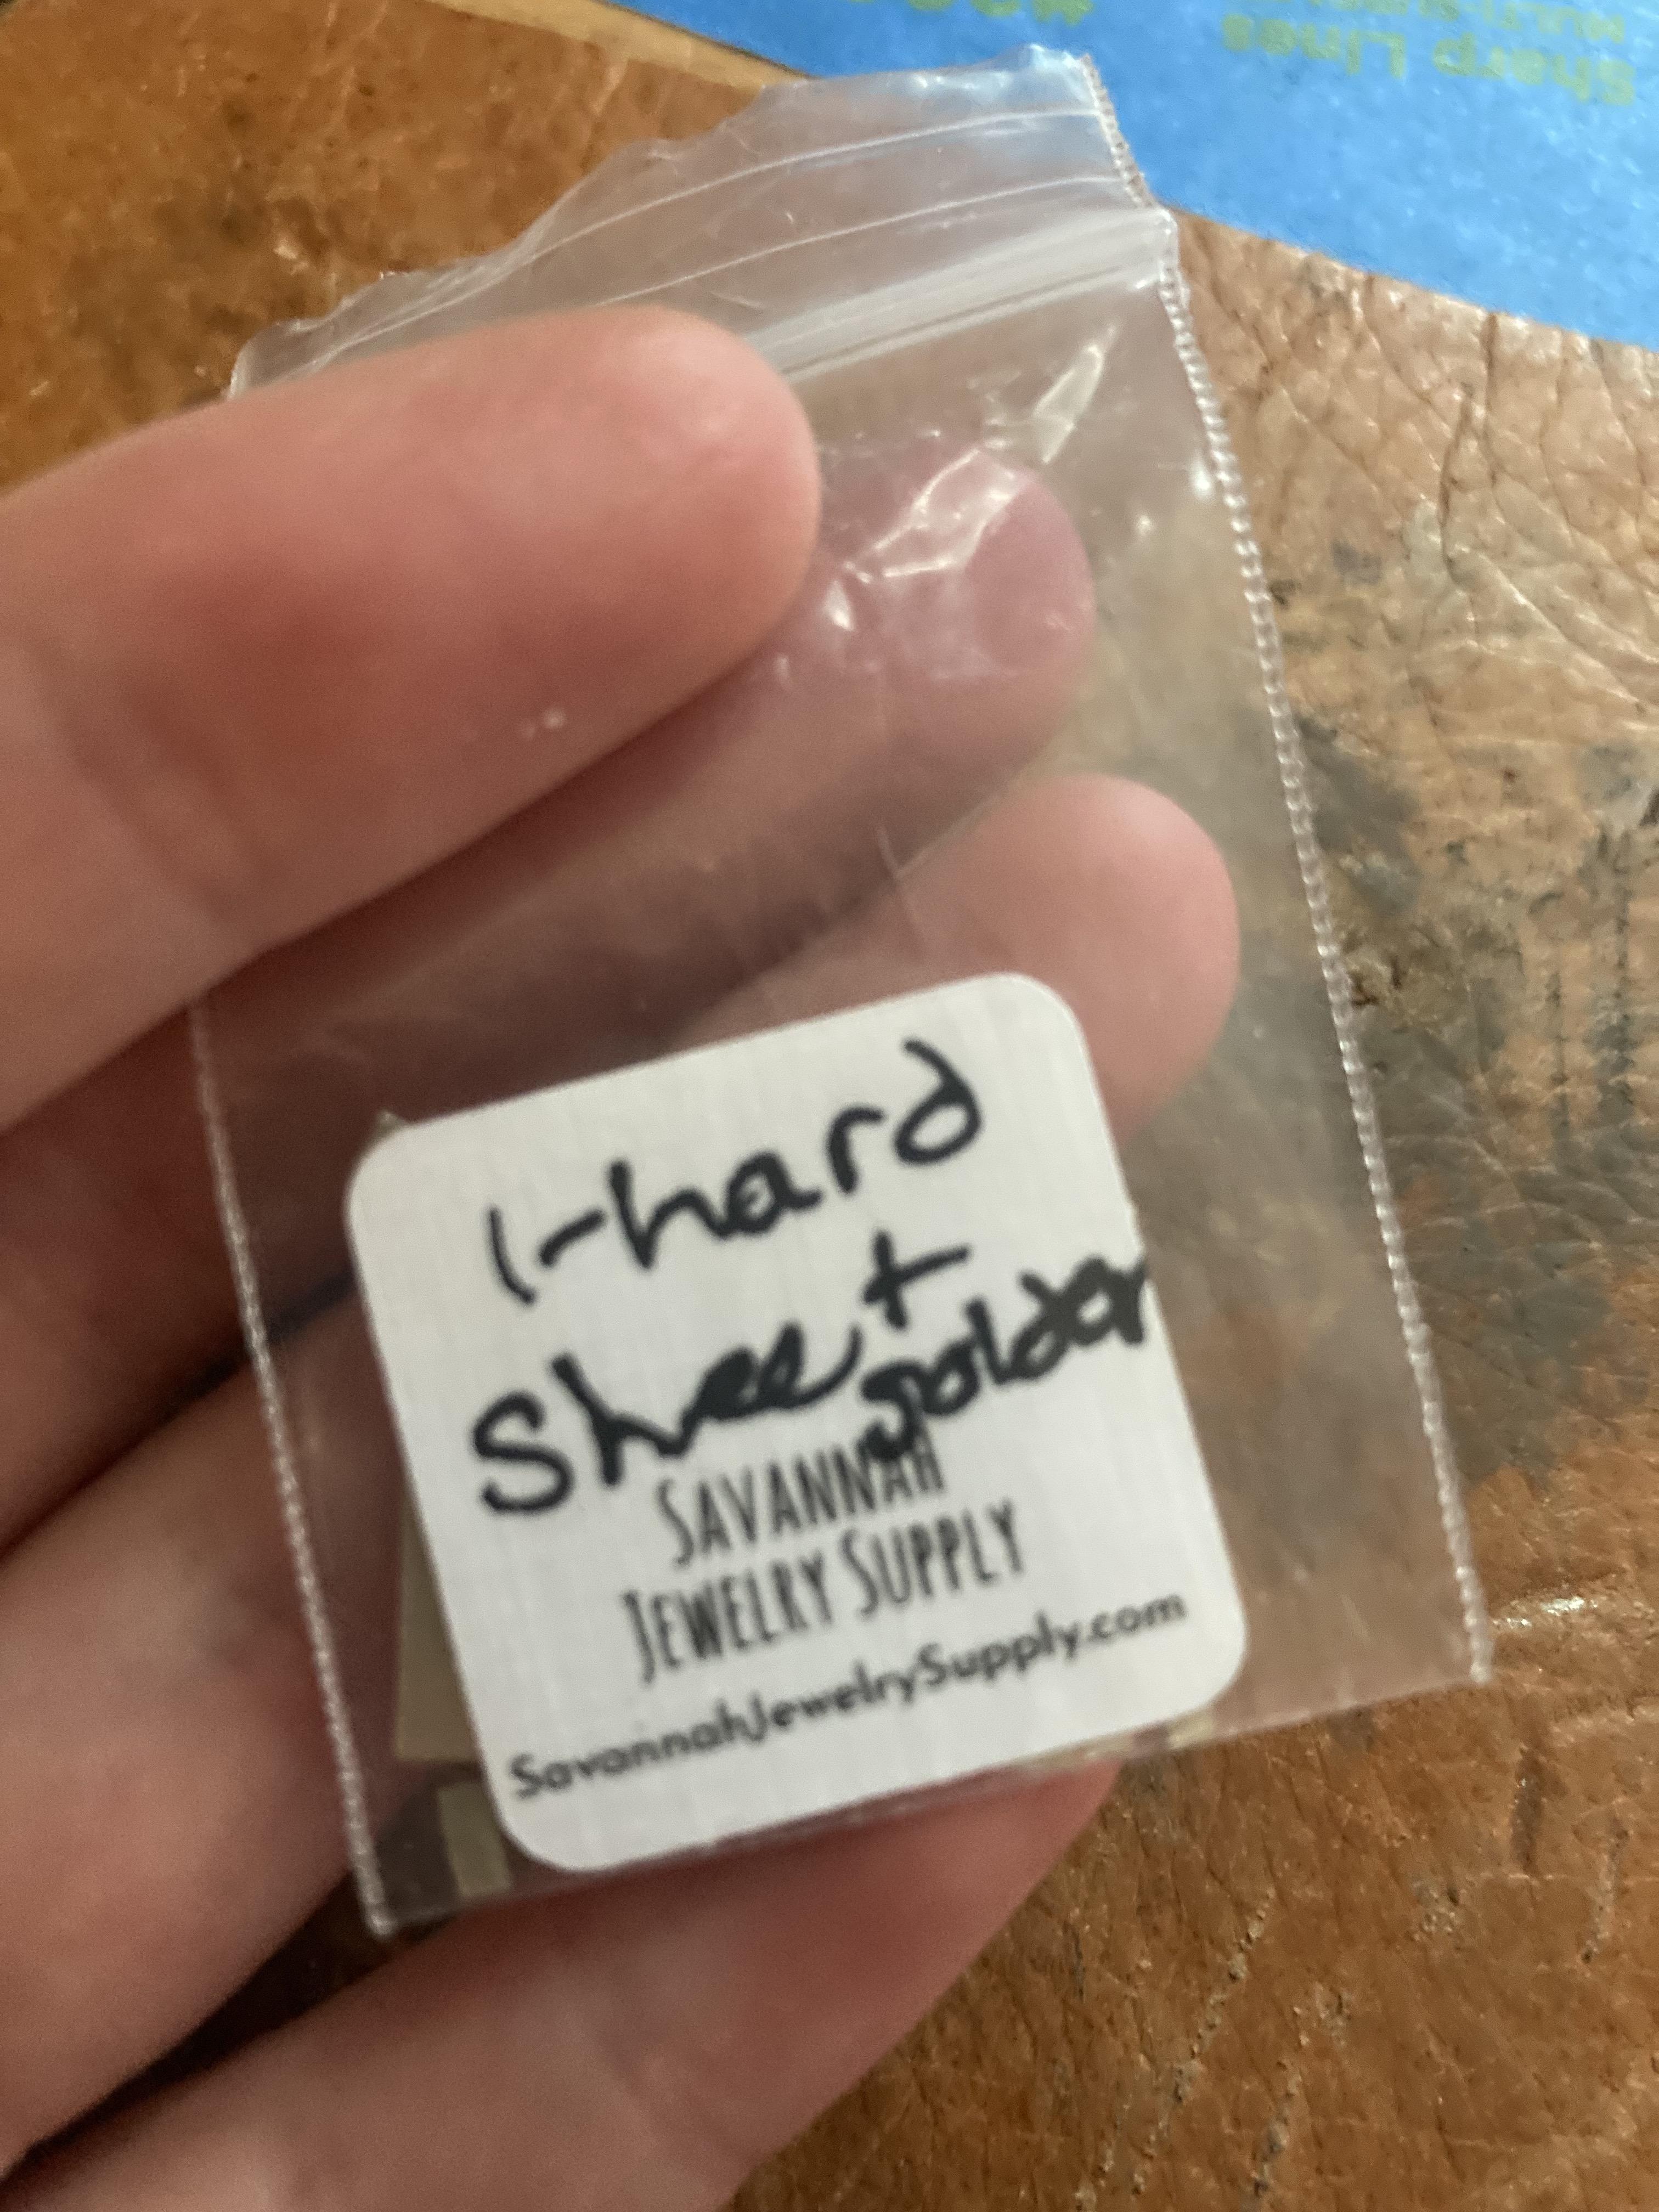 Sharp Lines
1-hard
Sheet
solder
SAVANNAH
JEWELRY SUPPLY
SavannahJewelrySupply.com